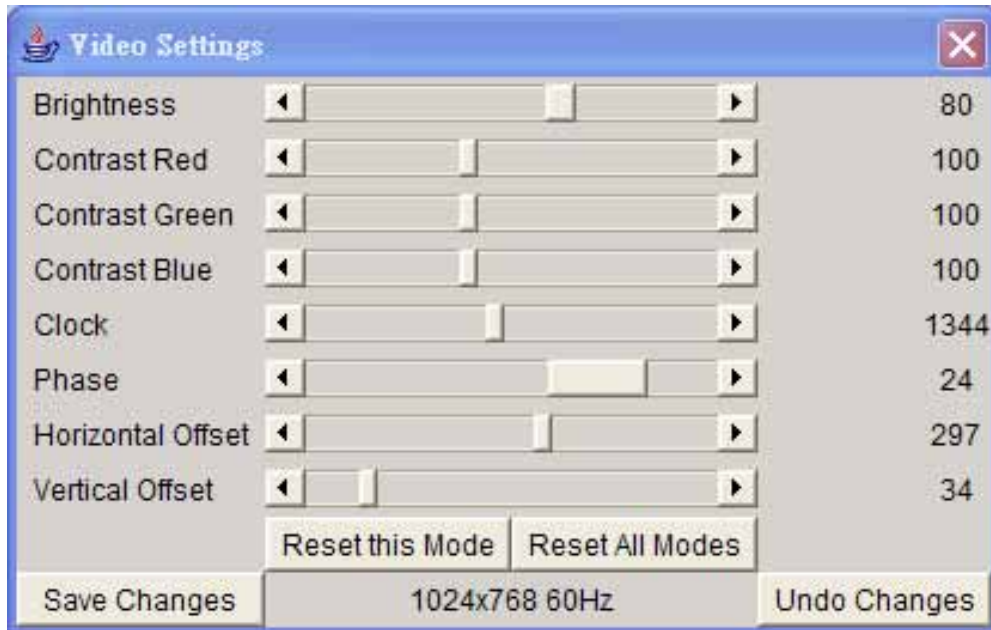 Video Settings
Brightness 80
Contrast Red 100
Contrast Green 100
Contrast Blue 100
Clock 1344
Phase 24
Horizontal Offset 297
Vertical Offset 34
Reset this Mode Reset All Modes
Save Changes 1024x768 60Hz Undo Changes